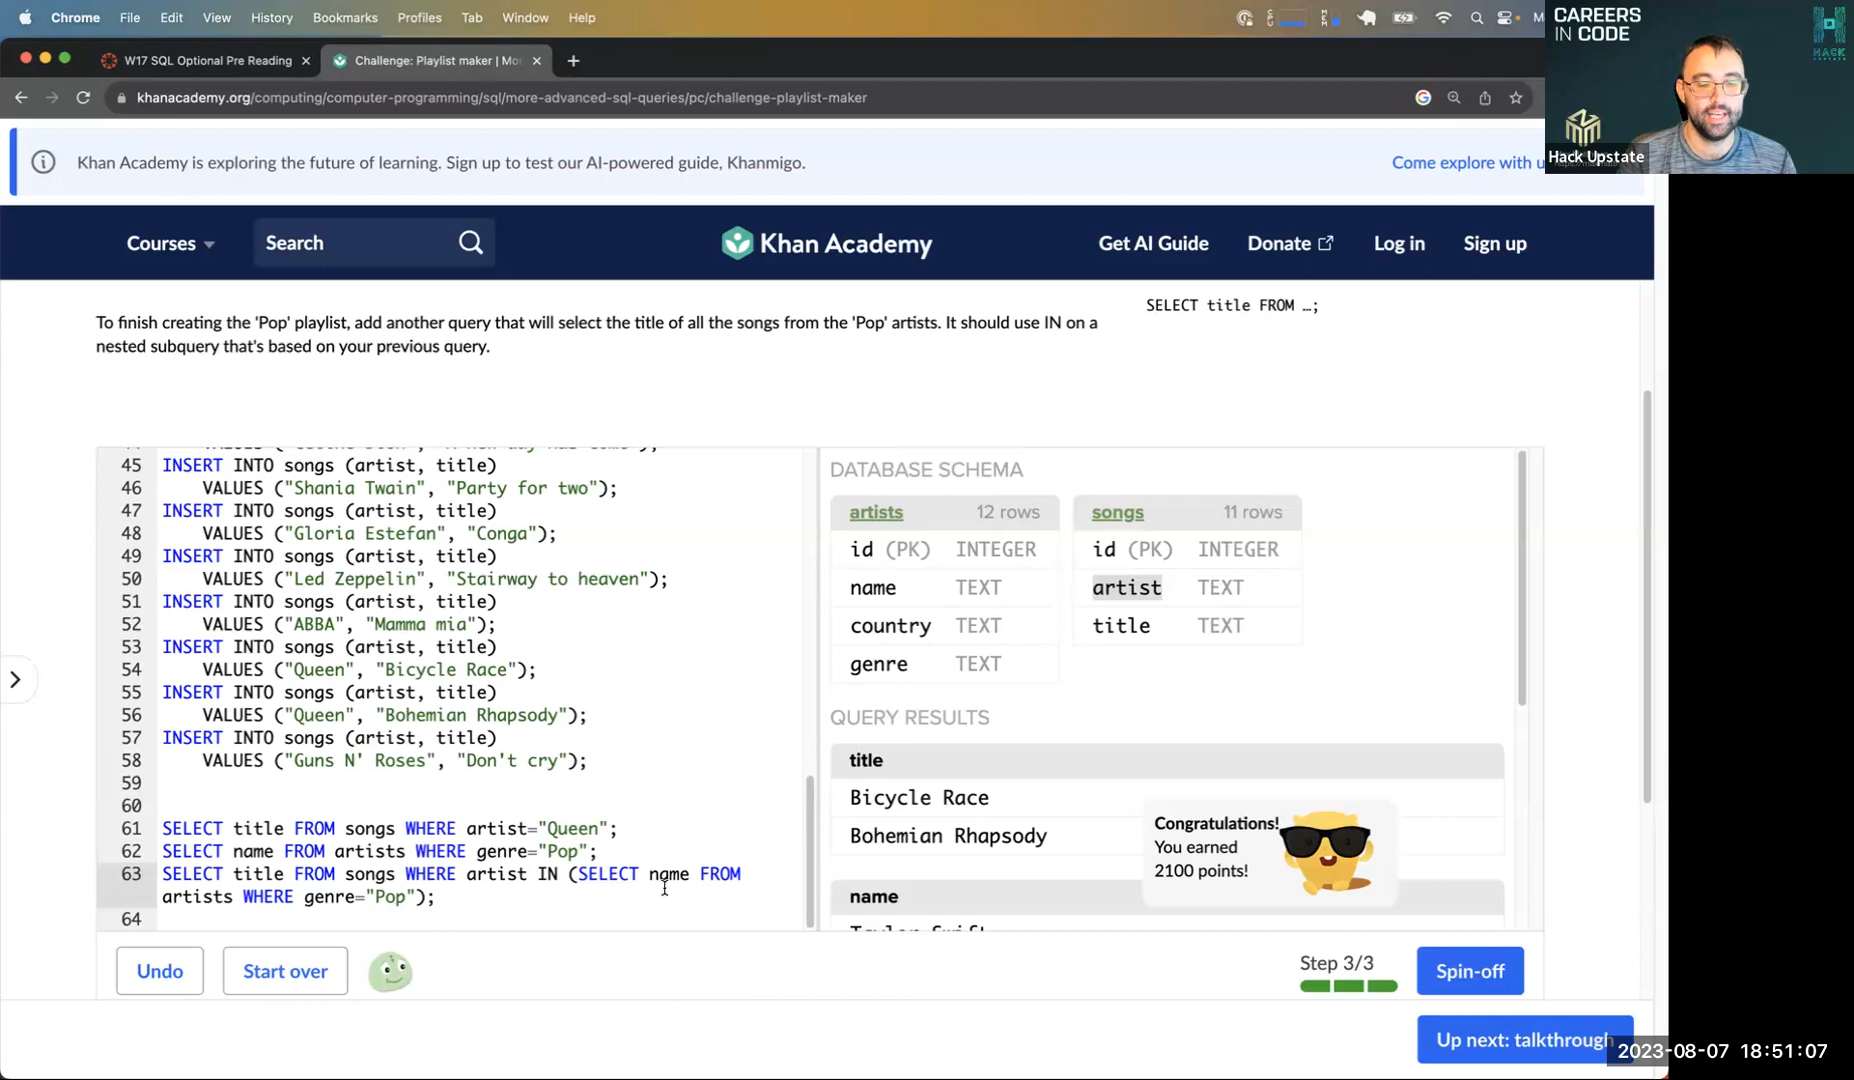 Chrome File Edit View History Bookmarks Profiles Tab Window Help
CAREERS IN CODE
HACK UPSTATE
Hack Upstate
W17 SQL Optional Pre Reading
Challenge: Playlist maker | Mor
khanacademy.org/computing/computer-programming/sql/more-advanced-sql-queries/pc/challenge-playlist-maker
Khan Academy is exploring the future of learning. Sign up to test our AI-powered guide, Khanmigo.
Come explore with u
Courses Search Khan Academy Get AI Guide Donate Log in Sign up
To finish creating the 'Pop' playlist, add another query that will select the title of all the songs from the 'Pop' artists. It should use IN on a
nested subquery that's based on your previous query.
SELECT title FROM …;
45 INSERT INTO songs (artist, title)
46 VALUES ("Shania Twain", "Party for two");
47 INSERT INTO songs (artist, title)
48 VALUES ("Gloria Estefan", "Conga");
49 INSERT INTO songs (artist, title)
50 VALUES ("Led Zeppelin", "Stairway to heaven");
51 INSERT INTO songs (artist, title)
52 VALUES ("ABBA", "Mamma mia");
53 INSERT INTO songs (artist, title)
54 VALUES ("Queen", "Bicycle Race");
55 INSERT INTO songs (artist, title)
56 VALUES ("Queen", "Bohemian Rhapsody");
57 INSERT INTO songs (artist, title)
58 VALUES ("Guns N' Roses", "Don't cry");
59
60
61 SELECT title FROM songs WHERE artist="Queen";
62 SELECT name FROM artists WHERE genre="Pop";
63 SELECT title FROM songs WHERE artist IN (SELECT name FROM
artists WHERE genre="Pop");
64
DATABASE SCHEMA
artists 12 rows
id (PK) INTEGER
name TEXT
country TEXT
genre TEXT
songs 11 rows
id (PK) INTEGER
artist TEXT
title TEXT
QUERY RESULTS
title
Bicycle Race
Bohemian Rhapsody
name
Taylor Swift
Congratulations!
You earned
2100 points!
Undo
Start over
Step 3/3
Spin-off
Up next: talkthrough
2023-08-07 18:51:07